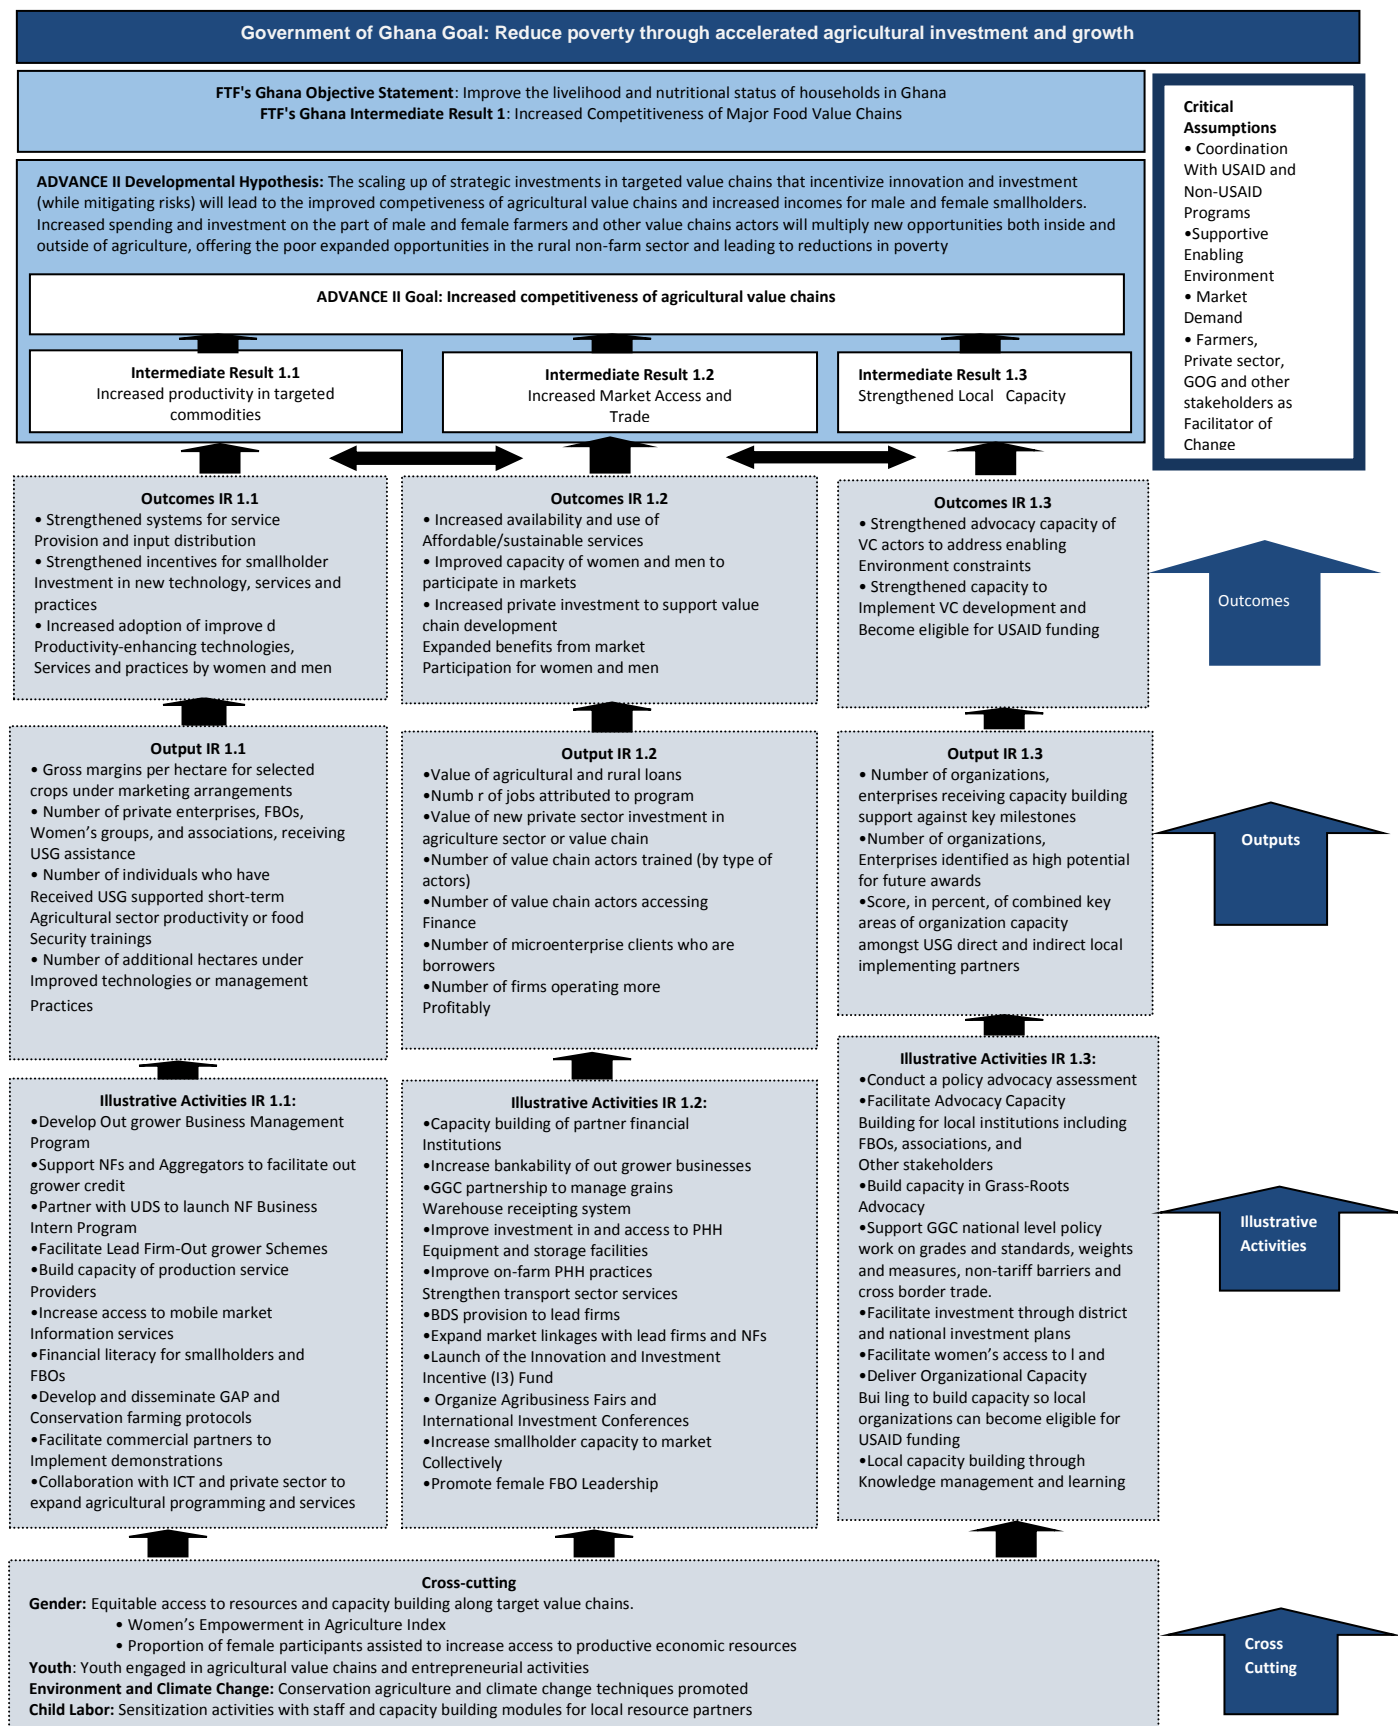 Government of Ghana Goal: Reduce poverty through accelerated agricultural investment and growth
FTF's Ghana Objective Statement: Improve the livelihood and nutritional status of households in Ghana
FTF's Ghana Intermediate Result 1: Increased Competitiveness of Major Food Value Chains
Critical
Assumptions
• Coordination
With USAID and
Non-USAID
Programs
•Supportive
Enabling
Environment
• Market
Demand
• Farmers,
Private sector,
GOG and other
stakeholders as
Facilitator of
Change
ADVANCE II Developmental Hypothesis: The scaling up of strategic investments in targeted value chains that incentivize innovation and investment
(while mitigating risks) will lead to the improved competiveness of agricultural value chains and increased incomes for male and female smallholders.
Increased spending and investment on the part of male and female farmers and other value chains actors will multiply new opportunities both inside and
outside of agriculture, offering the poor expanded opportunities in the rural non-farm sector and leading to reductions in poverty
ADVANCE II Goal: Increased competitiveness of agricultural value chains
Intermediate Result 1.1
Increased productivity in targeted
commodities
Intermediate Result 1.2
Increased Market Access and
Trade
Intermediate Result 1.3
Strengthened Local Capacity
Outcomes IR 1.1
• Strengthened systems for service
Provision and input distribution
• Strengthened incentives for smallholder
Investment in new technology, services and
practices
• Increased adoption of improve d
Productivity-enhancing technologies,
Services and practices by women and men
Outcomes IR 1.2
• Increased availability and use of
Affordable/sustainable services
• Improved capacity of women and men to
participate in markets
• Increased private investment to support value
chain development
Expanded benefits from market
Participation for women and men
Outcomes IR 1.3
• Strengthened advocacy capacity of
VC actors to address enabling
Environment constraints
• Strengthened capacity to
Implement VC development and
Become eligible for USAID funding
Outcomes
Output IR 1.1
• Gross margins per hectare for selected
crops under marketing arrangements
• Number of private enterprises, FBOs,
Women's groups, and associations, receiving
USG assistance
• Number of individuals who have
Received USG supported short-term
Agricultural sector productivity or food
Security trainings
• Number of additional hectares under
Improved technologies or management
Practices
Output IR 1.2
•Value of agricultural and rural loans
•Numb r of jobs attributed to program
•Value of new private sector investment in
agriculture sector or value chain
•Number of value chain actors trained (by type of
actors)
•Number of value chain actors accessing
Finance
•Number of microenterprise clients who are
borrowers
•Number of firms operating more
Profitably
Output IR 1.3
• Number of organizations,
enterprises receiving capacity building
support against key milestones
•Number of organizations,
Enterprises identified as high potential
for future awards
•Score, in percent, of combined key
areas of organization capacity
amongst USG direct and indirect local
implementing partners
Outputs
Illustrative Activities IR 1.1:
•Develop Out grower Business Management
Program
•Support NFs and Aggregators to facilitate out
grower credit
•Partner with UDS to launch NF Business
Intern Program
•Facilitate Lead Firm-Out grower Schemes
•Build capacity of production service
Providers
•Increase access to mobile market
Information services
•Financial literacy for smallholders and
FBOs
•Develop and disseminate GAP and
Conservation farming protocols
•Facilitate commercial partners to
Implement demonstrations
•Collaboration with ICT and private sector to
expand agricultural programming and services
Illustrative Activities IR 1.2:
•Capacity building of partner financial
Institutions
•Increase bankability of out grower businesses
•GGC partnership to manage grains
Warehouse receipting system
•Improve investment in and access to PHH
Equipment and storage facilities
•Improve on-farm PHH practices
Strengthen transport sector services
•BDS provision to lead firms
•Expand market linkages with lead firms and NFs
•Launch of the Innovation and Investment
Incentive (I3) Fund
• Organize Agribusiness Fairs and
International Investment Conferences
•Increase smallholder capacity to market
Collectively
•Promote female FBO Leadership
Illustrative Activities IR 1.3:
•Conduct a policy advocacy assessment
•Facilitate Advocacy Capacity
Building for local institutions including
FBOs, associations, and
Other stakeholders
•Build capacity in Grass-Roots
Advocacy
•Support GGC national level policy
work on grades and standards, weights
and measures, non-tariff barriers and
cross border trade.
•Facilitate investment through district
and national investment plans
•Facilitate women's access to l and
•Deliver Organizational Capacity
Bui ling to build capacity so local
organizations can become eligible for
USAID funding
•Local capacity building through
Knowledge management and learning
Illustrative
Activities
Cross-cutting
Gender: Equitable access to resources and capacity building along target value chains.
• Women's Empowerment in Agriculture Index
• Proportion of female participants assisted to increase access to productive economic resources
Youth: Youth engaged in agricultural value chains and entrepreneurial activities
Environment and Climate Change: Conservation agriculture and climate change techniques promoted
Child Labor: Sensitization activities with staff and capacity building modules for local resource partners
Cross
Cutting